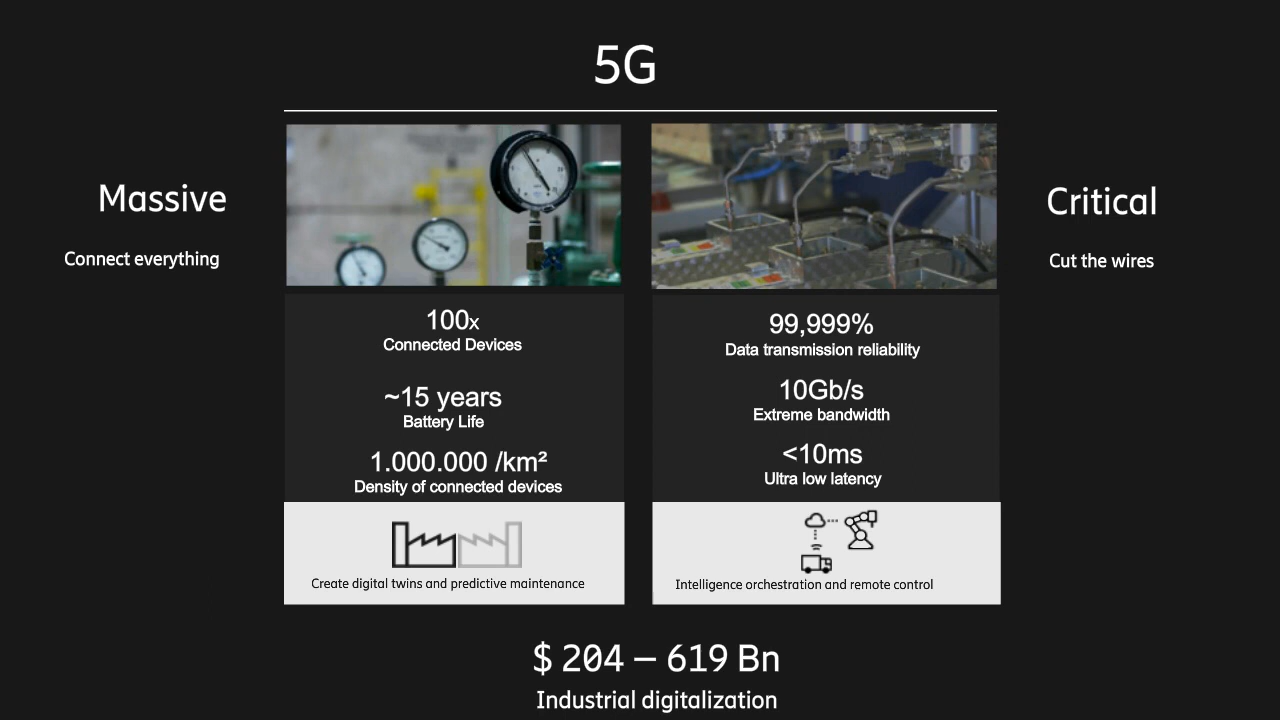 5G
Massive
Connect everything
100x
Connected Devices
~15 years
Battery Life
1.000.000 /km²
Density of connected devices
Create digital twins and predictive maintenance
Critical
Cut the wires
99,999%
Data transmission reliability
10Gb/s
Extreme bandwidth
<10ms
Ultra low latency
Intelligence orchestration and remote control
$ 204 – 619 Bn
Industrial digitalization